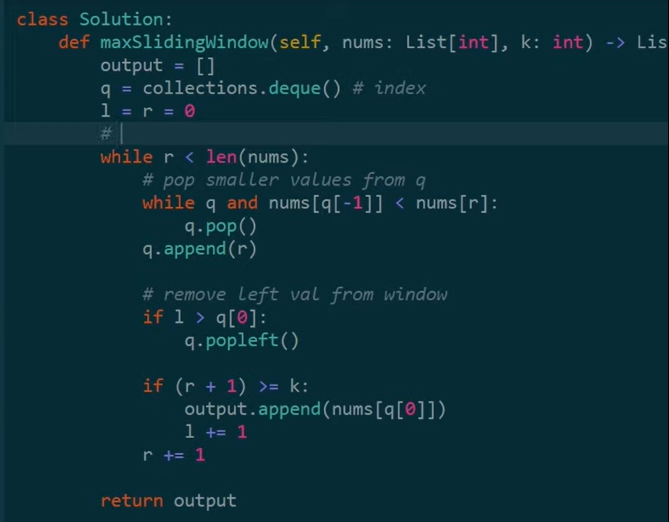 class Solution:
    def maxSlidingWindow(self, nums: List[int], k: int) -> Lis
        output = []
        q = collections.deque() # index
        l = r = 0
        #
        while r < len(nums):
            # pop smaller values from q
            while q and nums[q[-1]] < nums[r]:
                q.pop()
            q.append(r)

            # remove left val from window
            if l > q[0]:
                q.popleft()

            if (r + 1) >= k:
                output.append(nums[q[0]])
                l += 1
            r += 1

        return output